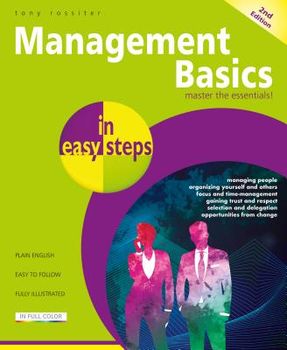 tony rossiter
2nd
Edition
Management
Basics
master the essentials!
in
easy steps
managing people
organizing yourself and others
focus and time-management
gaining trust and respect
selection and delegation
opportunities from change
PLAIN ENGLISH
EASY TO FOLLOW
FULLY ILLUSTRATED
IN FULL COLOR